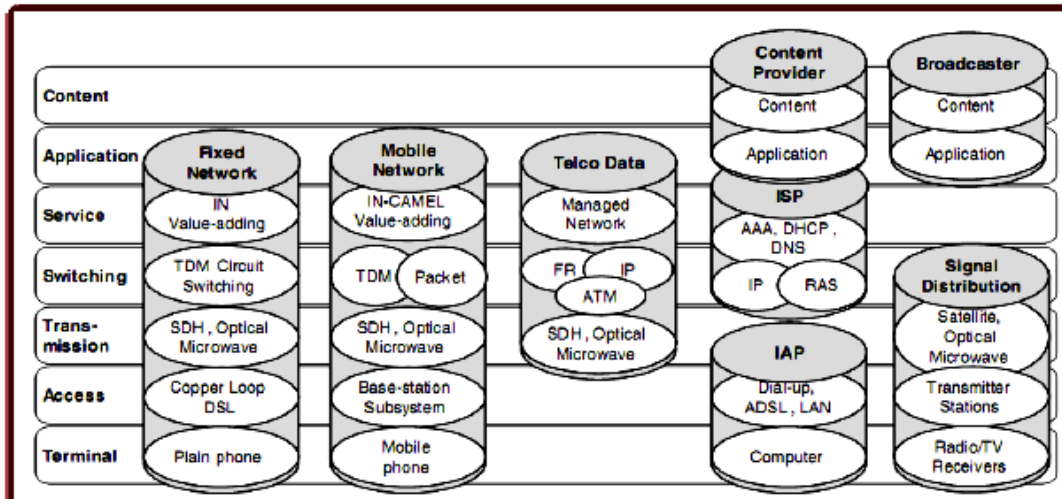 Content
Provider
Broadcaster
Content
Content
Content
Application
Fixed
Network
Mobile
Network
Telco Data
Application
Application
Service
IN
Value-adding
IN-CAMEL
Value-adding
Managed
Network
ISP
AAA, DHCP,
DNS
Switching
TDM Circuit
Switching
TDM
Packet
FR
IP
ATM
IP
RAS
Signal
Distribution
Trans-
mission
SDH, Optical
Microwave
SDH, Optical
Microwave
SDH, Optical
Microwave
IAP
Satellite,
Optical
Microwave
Access
Copper Loop
DSL
Base-station
Subsystem
Dial-up,
ADSL, LAN
Transmitter
Stations
Terminal
Plain phone
Mobile
phone
Computer
Radio/TV
Receivers